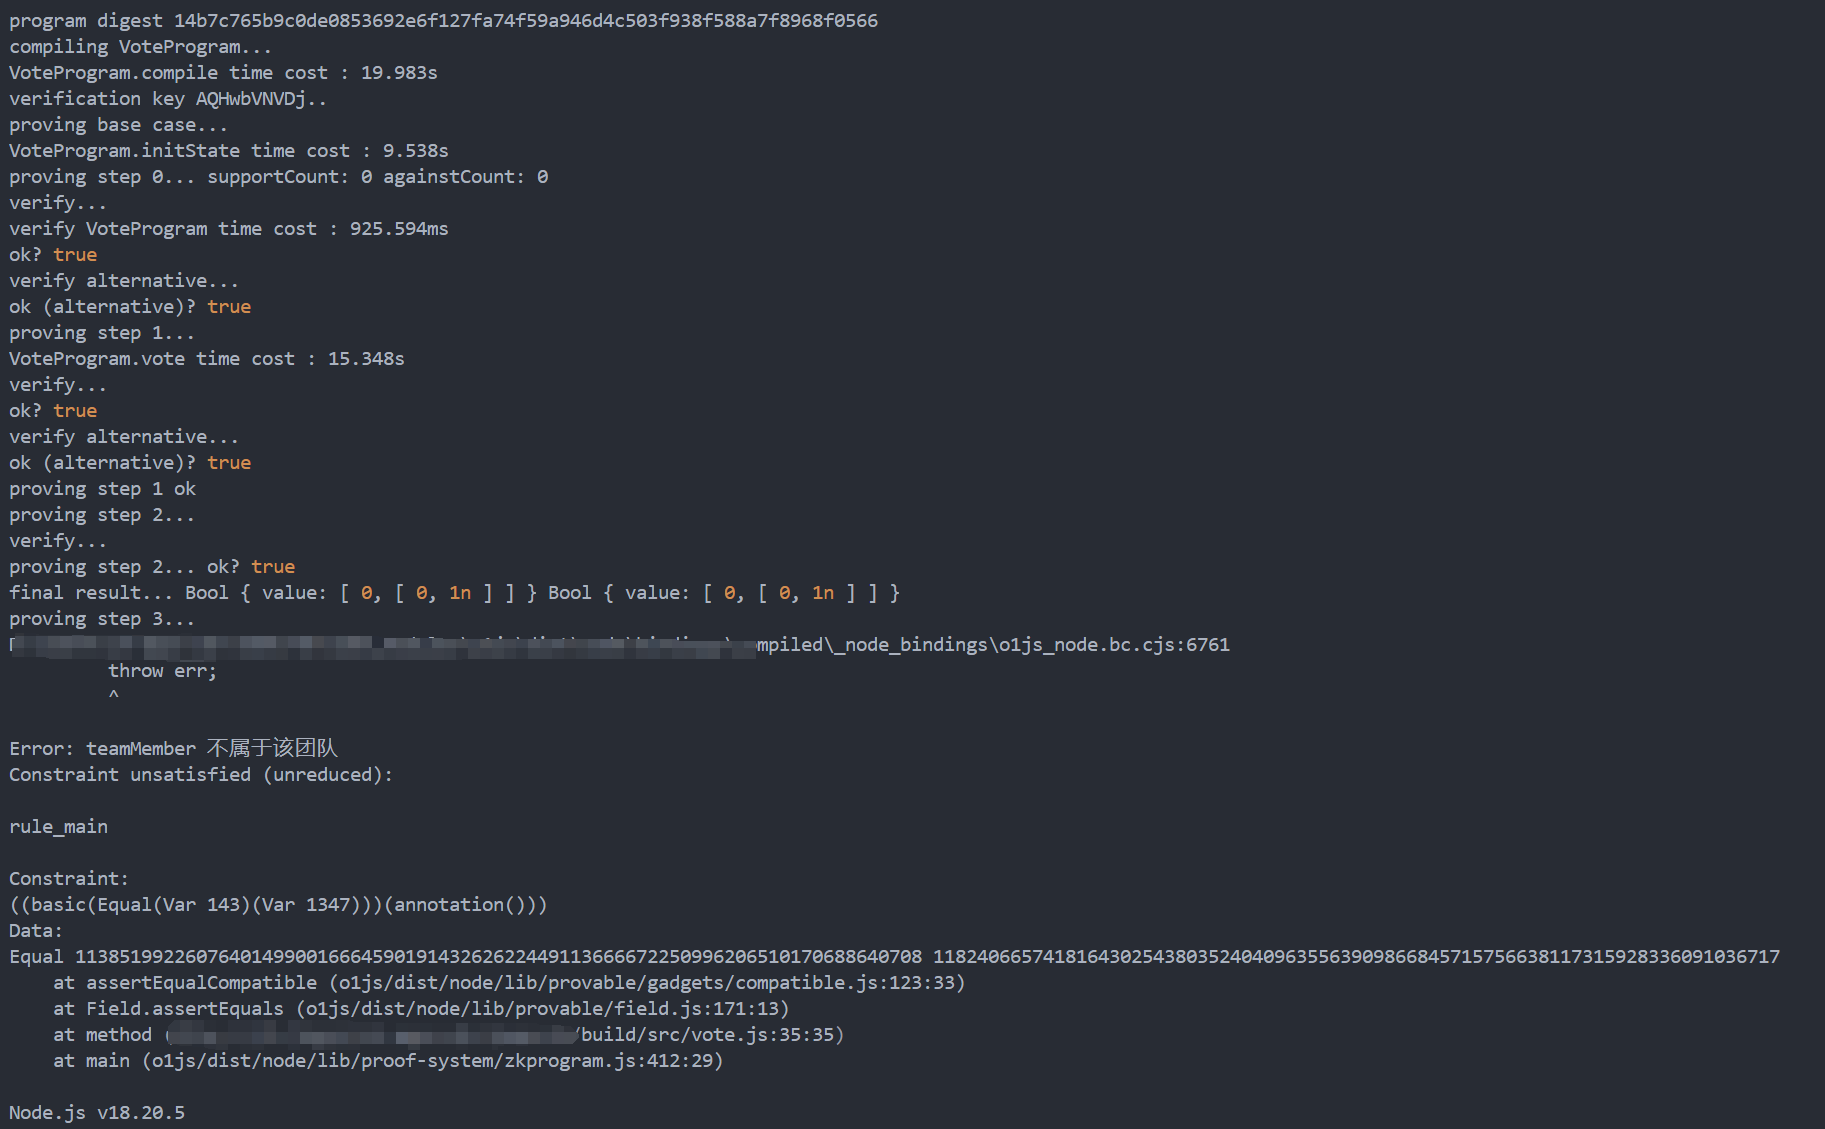 program digest 14b7c765b9c0de0853692e6f127fa74f59a946d4c503f938f588a7f8968f0566
compiling VoteProgram...
VoteProgram.compile time cost : 19.983s
verification key AQHwbVNVDj..
proving base case...
VoteProgram.initState time cost : 9.538s
proving step 0... supportCount: 0 againstCount: 0
verify...
verify VoteProgram time cost : 925.594ms
ok? true
verify alternative...
ok (alternative)? true
proving step 1...
VoteProgram.vote time cost : 15.348s
verify...
ok? true
verify alternative...
ok (alternative)? true
proving step 1 ok
proving step 2...
verify...
proving step 2... ok? true
final result... Bool { value: [ 0, [ 0, 1n ] ] } Bool { value: [ 0, [ 0, 1n ] ] }
proving step 3...
mpiled\_node_bindings\o1js_node.bc.cjs:6761
throw err;
^
Error: teamMember 不属于该团队
Constraint unsatisfied (unreduced):
rule_main
Constraint:
((basic(Equal(Var 143)(Var 1347)))(annotation()))
Data:
Equal 11385199226076401499001666459019143262622449113666672250996206510170688640708 11824066574181643025438035240409635563909866845715756638117315928336091036717
at assertEqualCompatible (o1js/dist/node/lib/provable/gadgets/compatible.js:123:33)
at Field.assertEquals (o1js/dist/node/lib/provable/field.js:171:13)
at method (/build/src/vote.js:35:35)
at main (o1js/dist/node/lib/proof-system/zkprogram.js:412:29)
Node.js v18.20.5